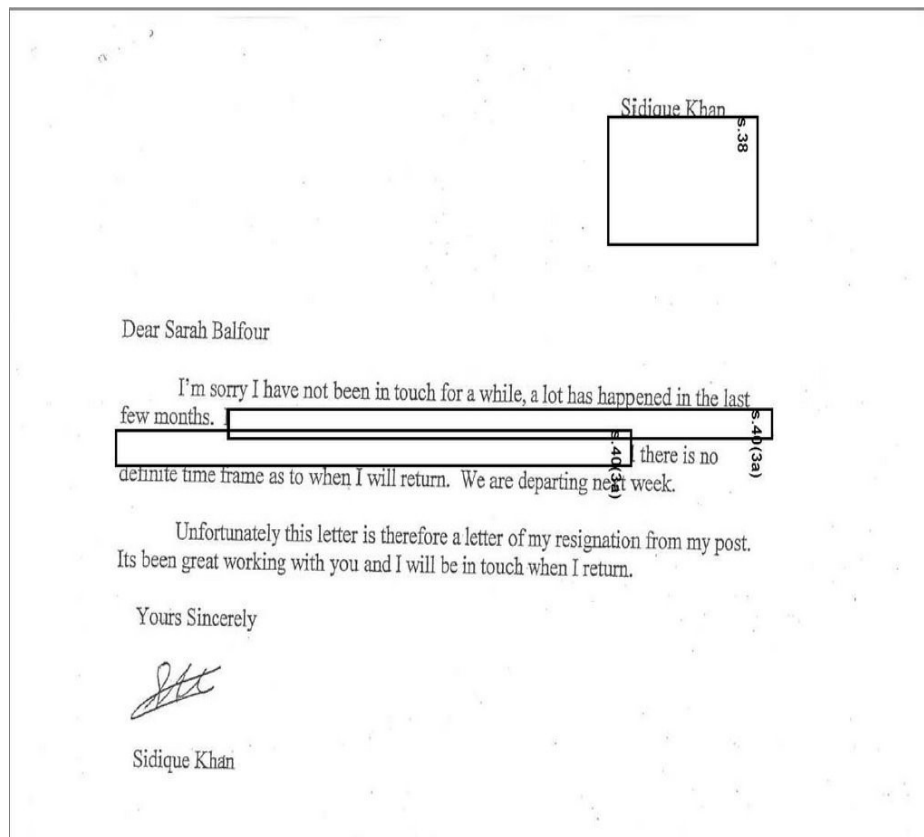 Sidique Khan
s.38
Dear Sarah Balfour
I'm sorry I have not been in touch for a while, a lot has happened in the last
few months.
s.40(3a)
s.40(3a)
there is no
definite time frame as to when I will return. We are departing next week.
Unfortunately this letter is therefore a letter of my resignation from my post.
Its been great working with you and I will be in touch when I return.
Yours Sincerely
Sidique Khan